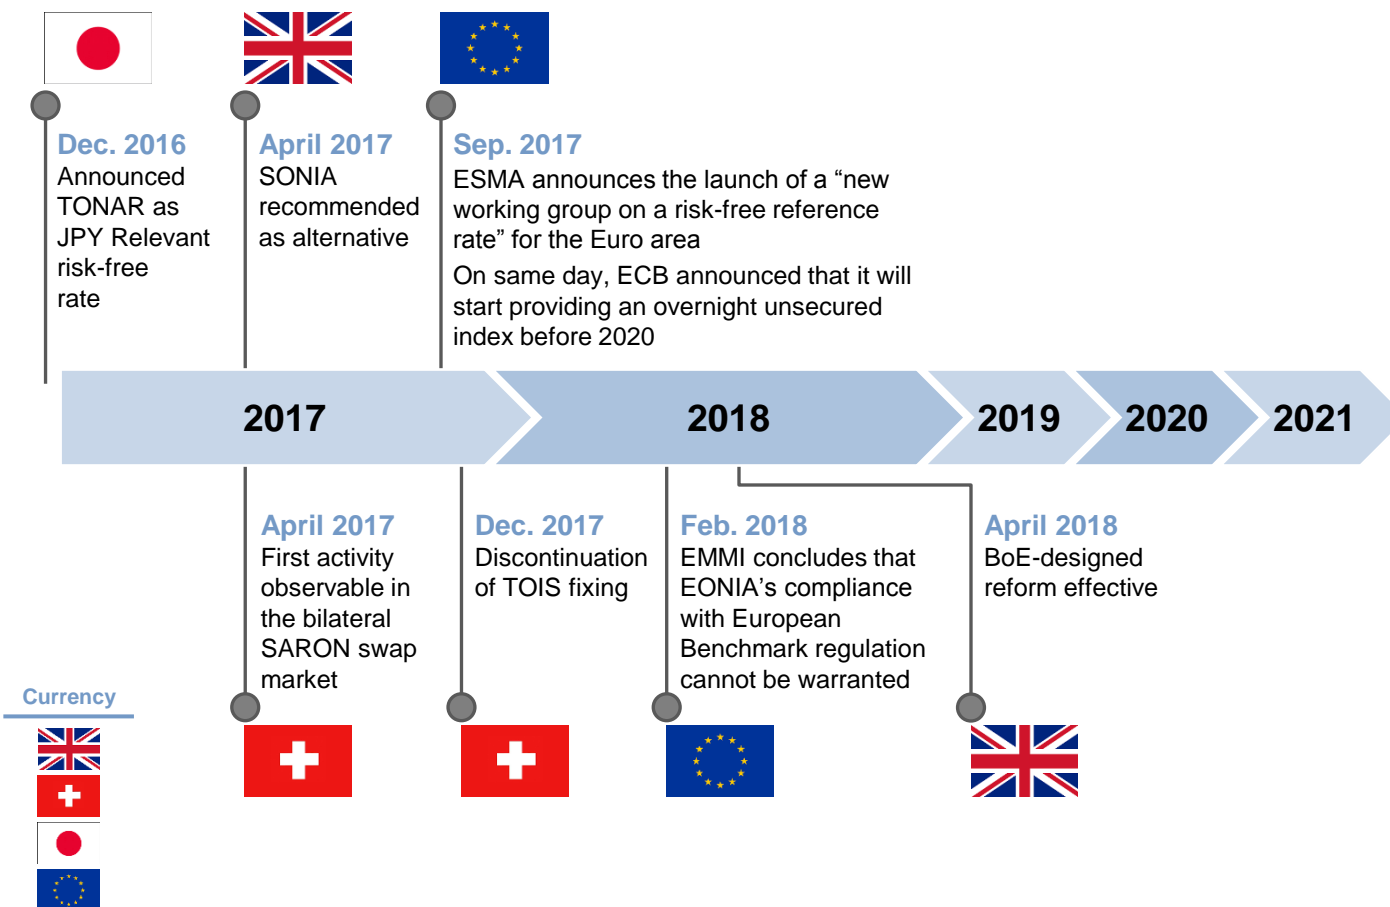 Dec. 2016
Announced
TONAR as
JPY Relevant
risk-free
rate
April 2017
SONIA
recommended
as alternative
Sep. 2017
ESMA announces the launch of a “new
working group on a risk-free reference
rate” for the Euro area
On same day, ECB announced that it will
start providing an overnight unsecured
index before 2020
2017
2018
2019
2020
2021
April 2017
First activity
observable in
the bilateral
SARON swap
market
Dec. 2017
Discontinuation
of TOIS fixing
Feb. 2018
EMMI concludes that
EONIA’s compliance
with European
Benchmark regulation
cannot be warranted
April 2018
BoE-designed
reform effective
Currency